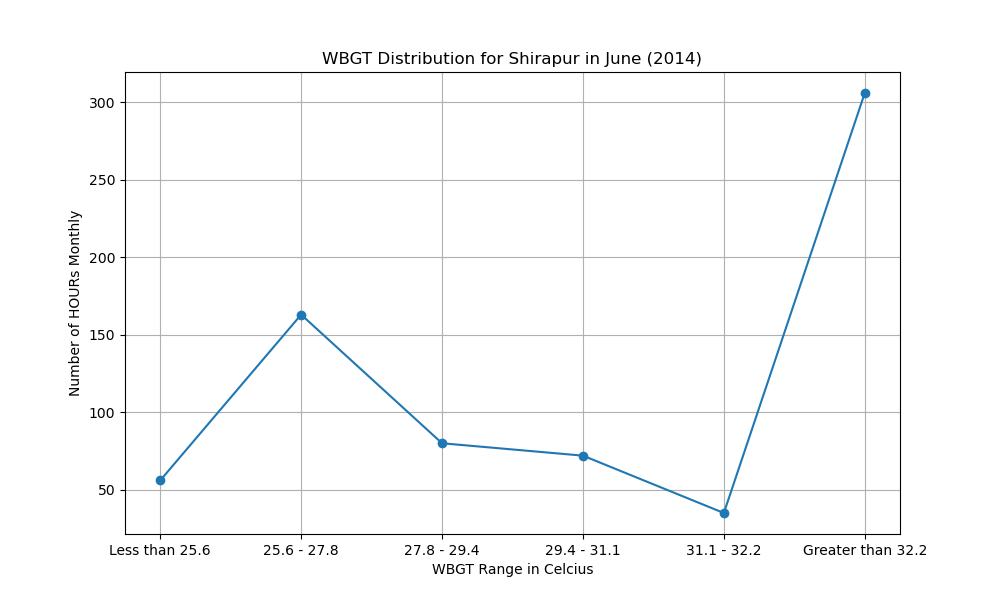 WBGT Distribution for Shirapur in June (2014)
Number of HOURs Monthly
300
250
200
150
100
50
Less than 25.6
25.6 - 27.8
27.8 - 29.4
29.4 - 31.1
31.1 - 32.2
Greater than 32.2
WBGT Range in Celcius